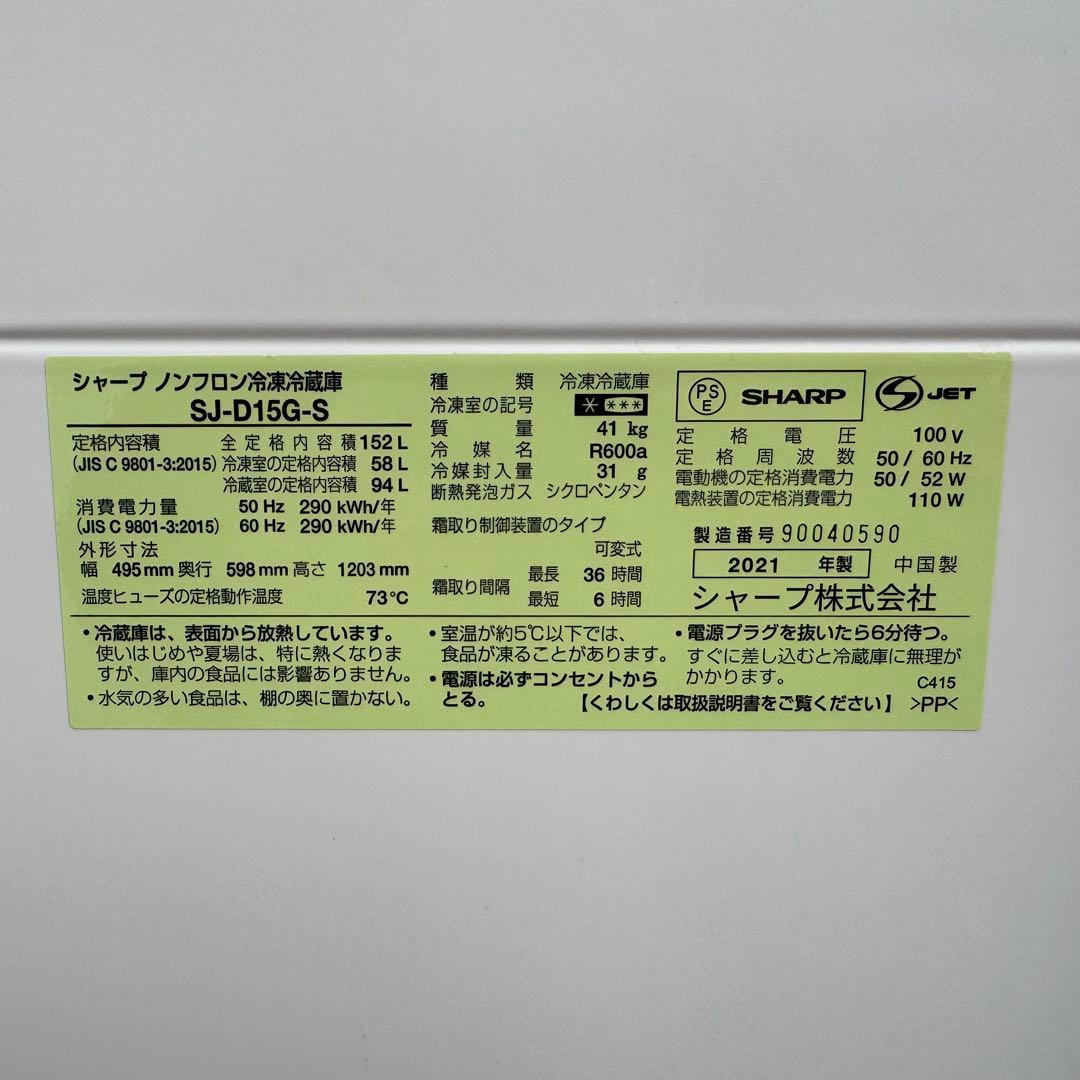 シャープ ノンフロン冷凍冷蔵庫
SJ-D15G-S
定格内容積 全定格内容積 152 L
(JIS C 9801-3:2015) 冷凍室の定格内容積 58 L
冷蔵室の定格内容積 94 L
消費電力量 50 Hz 290 kWh/年
(JIS C 9801-3:2015) 60 Hz 290 kWh/年
外形寸法
幅 495 mm 奥行 598 mm 高さ 1203 mm
温度ヒューズの定格動作温度 73℃
種類 冷凍冷蔵庫
冷凍室の記号 * ***
質量 41 kg
冷媒名 R600a
冷媒封入量 31 g
断熱発泡ガス シクロペンタン
霜取り制御装置のタイプ
可変式
霜取り間隔 最長 36 時間
最短 6 時間
PSE SHARP JET
定格電圧 100 V
定格周波数 50 / 60 Hz
電動機の定格消費電力 50 / 52 W
電熱装置の定格消費電力 110 W
製造番号 90040590
2021 年製 中国製
シャープ株式会社
・冷蔵庫は、表面から放熱しています。
使いはじめや夏場は、特に熱くなりま
すが、庫内の食品には影響ありません。
・水気の多い食品は、棚の奥に置かない。
・室温が約5℃以下では、
食品が凍ることがあります。
・電源は必ずコンセントから
とる。
・電源プラグを抜いたら6分待つ。
すぐに差し込むと冷蔵庫に無理が
かかります。
C415
【くわしくは取扱説明書をご覧ください】 >PP<